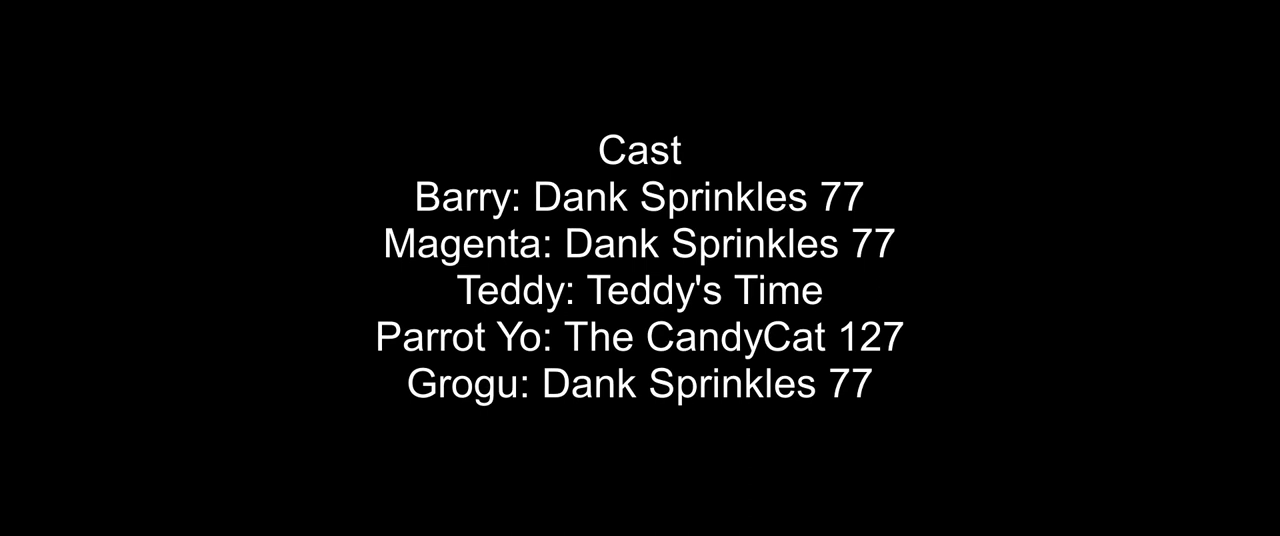 Cast
Barry: Dank Sprinkles 77
Magenta: Dank Sprinkles 77
Teddy: Teddy's Time
Parrot Yo: The CandyCat 127
Grogu: Dank Sprinkles 77